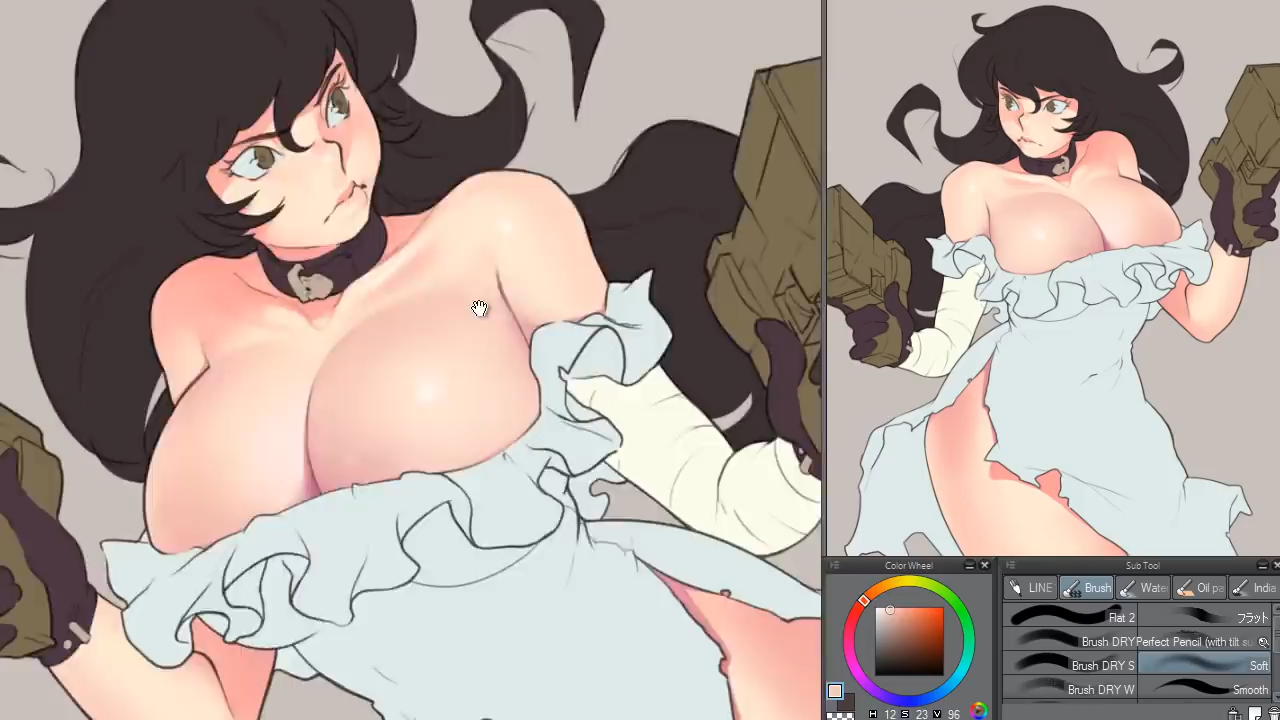 Color Wheel
Sub Tool
LINE Brush Wate Oil pa India
Flat 2 フラット
Brush DRY Perfect Pencil (with tilt su
Brush DRY S Soft
Brush DRY W Smooth
H 12 S 23 V 96